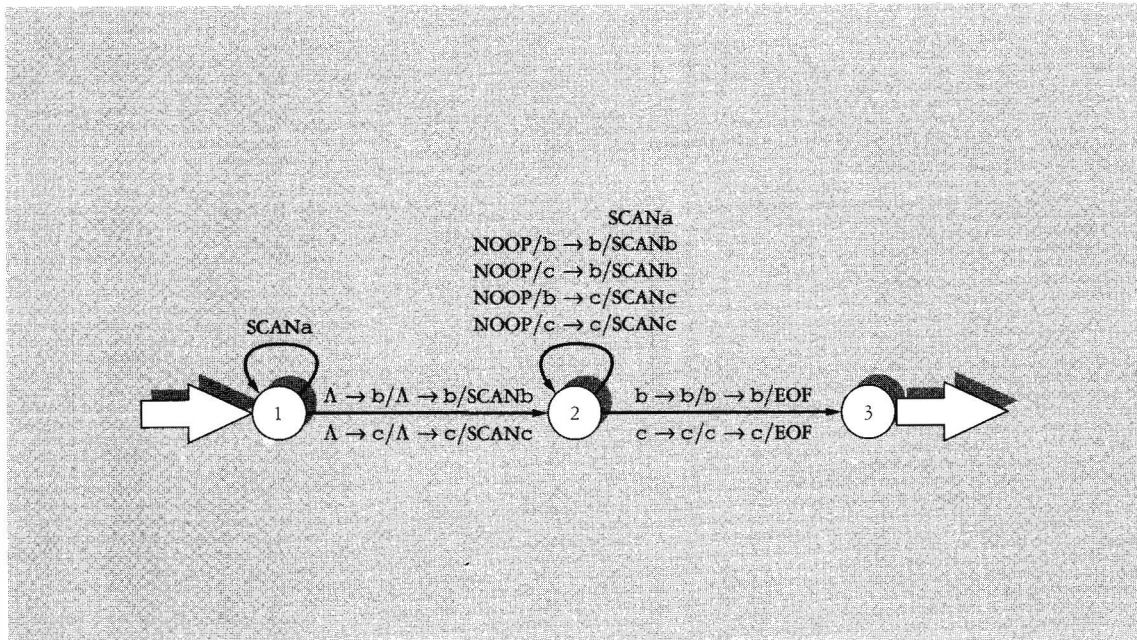 SCANa
NOOP/b → b/SCANb
NOOP/c → b/SCANb
NOOP/b → c/SCANc
NOOP/c → c/SCANc
SCANa
1
Λ → b/Λ → b/SCANb
Λ → c/Λ → c/SCANc
2
b → b/b → b/EOF
c → c/c → c/EOF
3